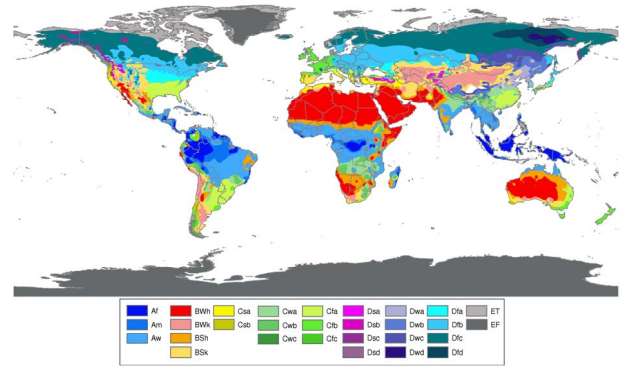 Af BWh Csa Cwa Cfa Dsa Dwa Dfa ET
Am BWk Csb Cwb Cfb Dsb Dwb Dfb EF
Aw BSh Cwc Cfc Dsc Dwc Dfc
BSk Dsd Dwd Dfd